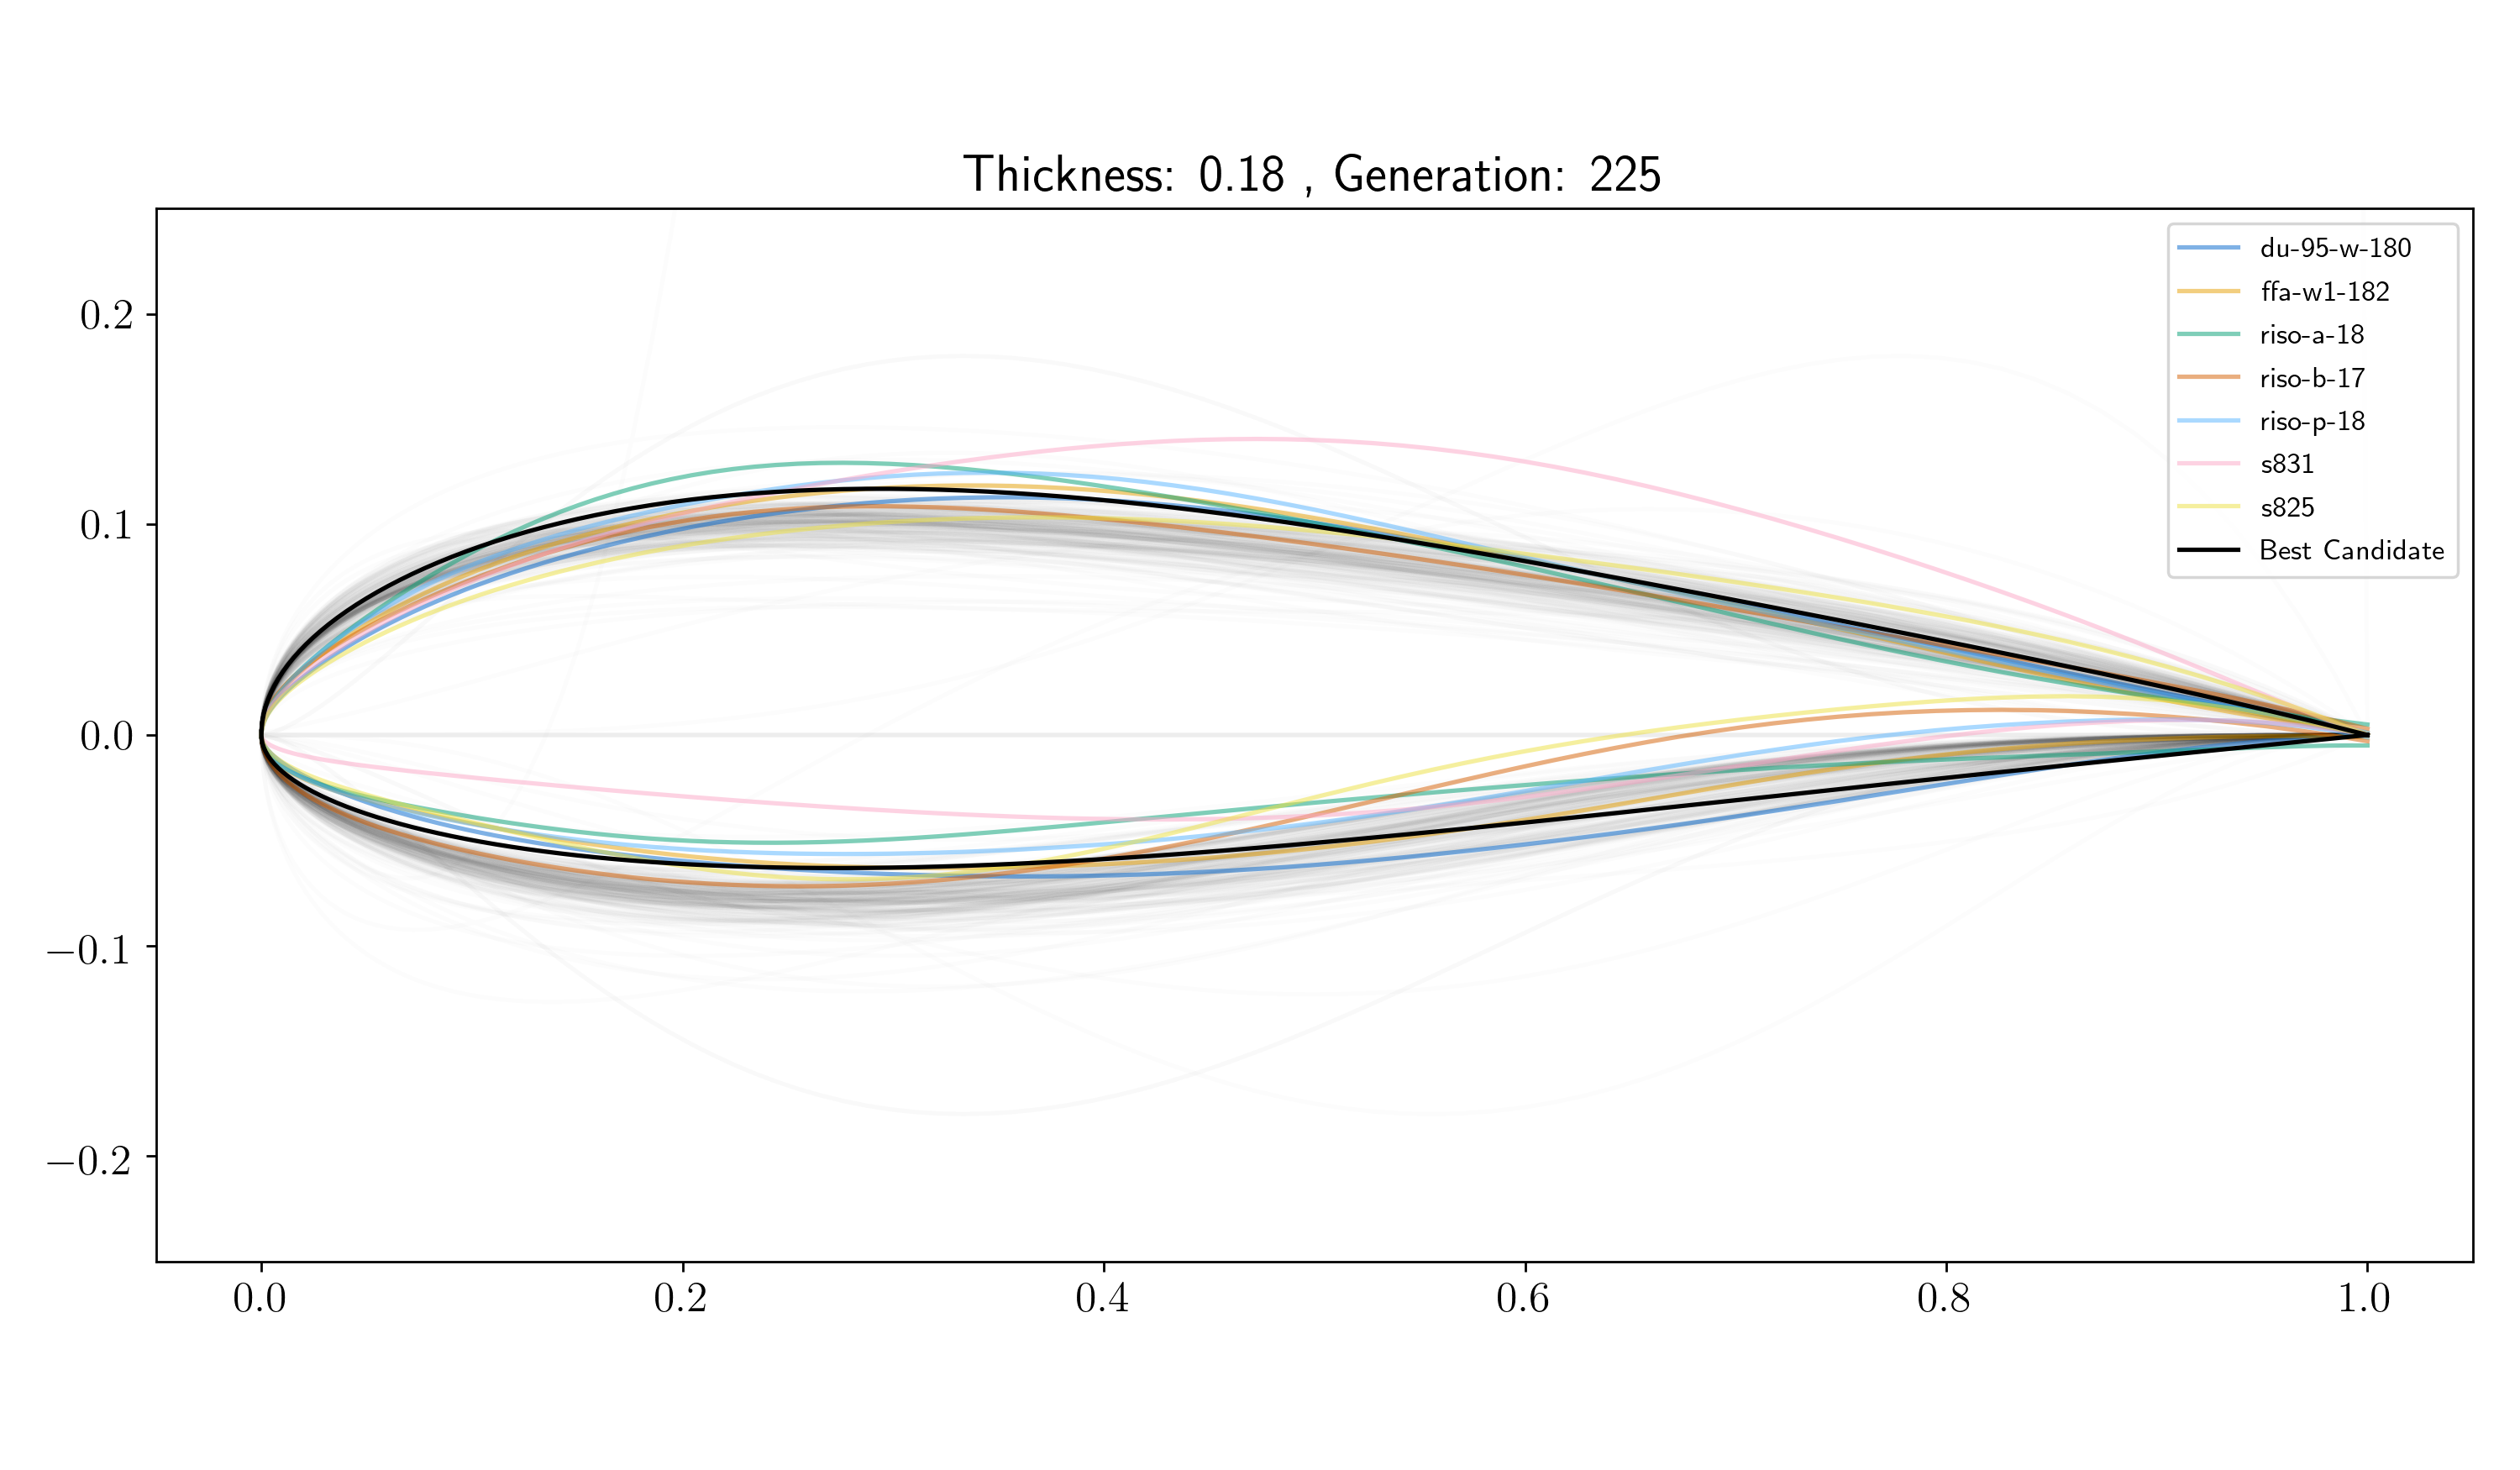 Thickness: 0.18 , Generation: 225
du-95-w-180
ffa-w1-182
riso-a-18
riso-b-17
riso-p-18
s831
s825
Best Candidate
0.2
0.1
0.0
−0.1
−0.2
0.0 0.2 0.4 0.6 0.8 1.0